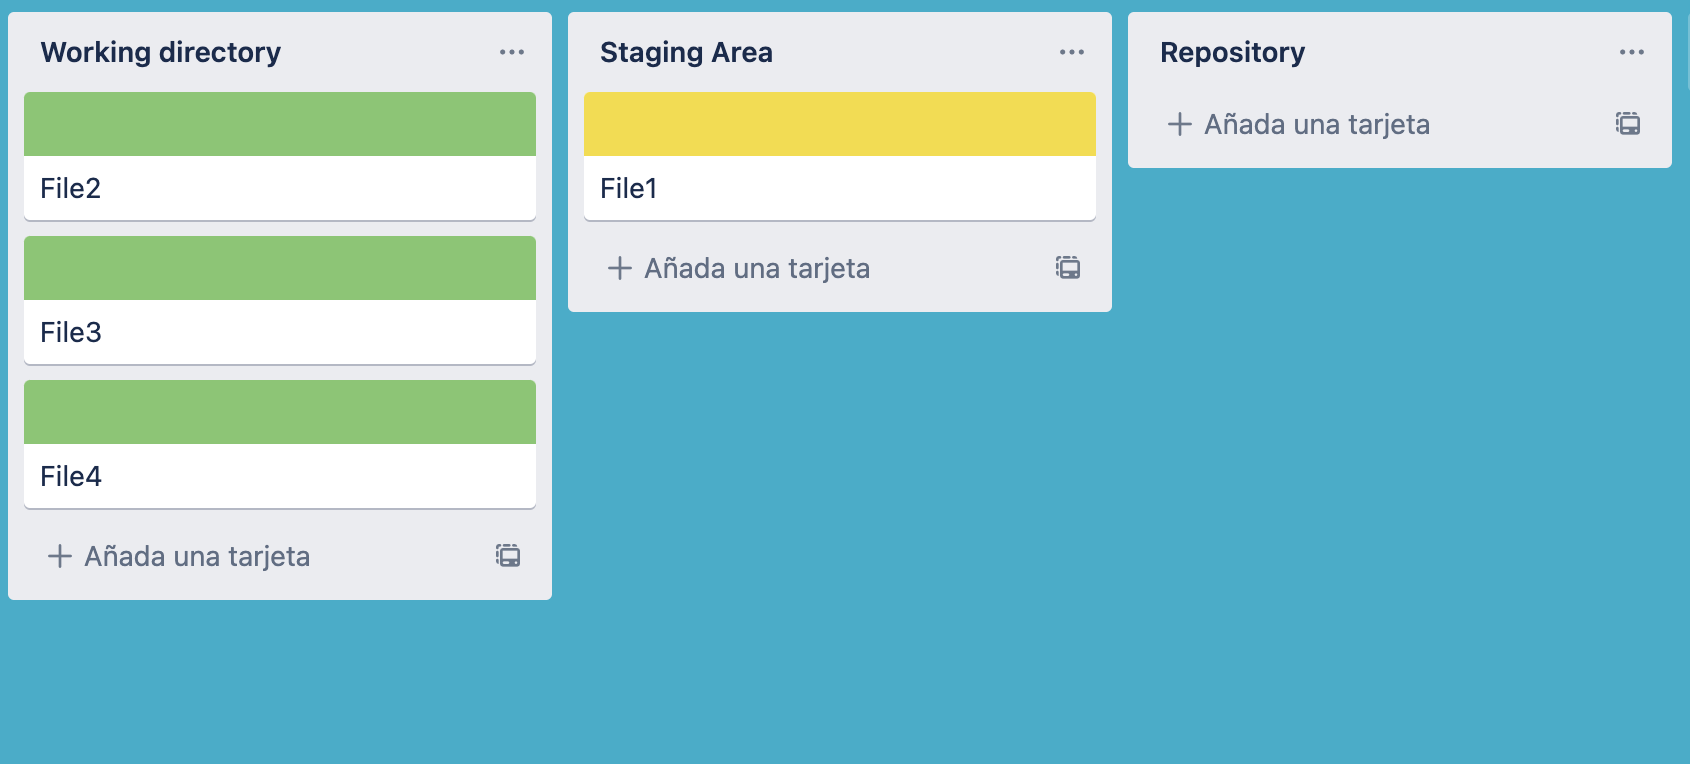 Working directory
File2
File3
File4
Añada una tarjeta
Staging Area
File1
Añada una tarjeta
Repository
Añada una tarjeta